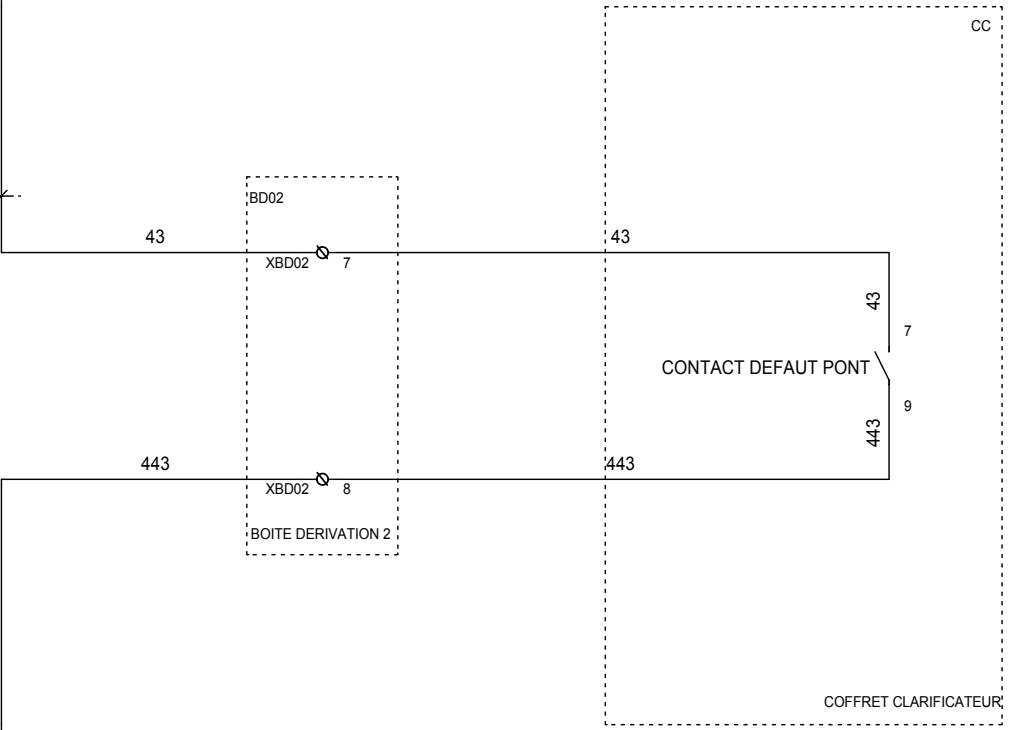 CC
BD02
43
43
XBD02
7
43
7
CONTACT DEFAUT PONT
9
443
443
443
XBD02
8
BOITE DERIVATION 2
COFFRET CLARIFICATEUR